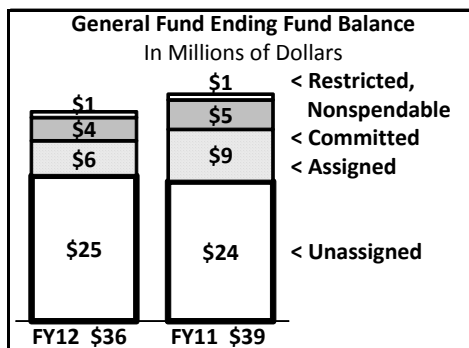 General Fund Ending Fund Balance
In Millions of Dollars
$1 $1 < Restricted,
Nonspendable
$4 $5 < Committed
$6 $9 < Assigned
$25 $24 < Unassigned
FY12 $36 FY11 $39